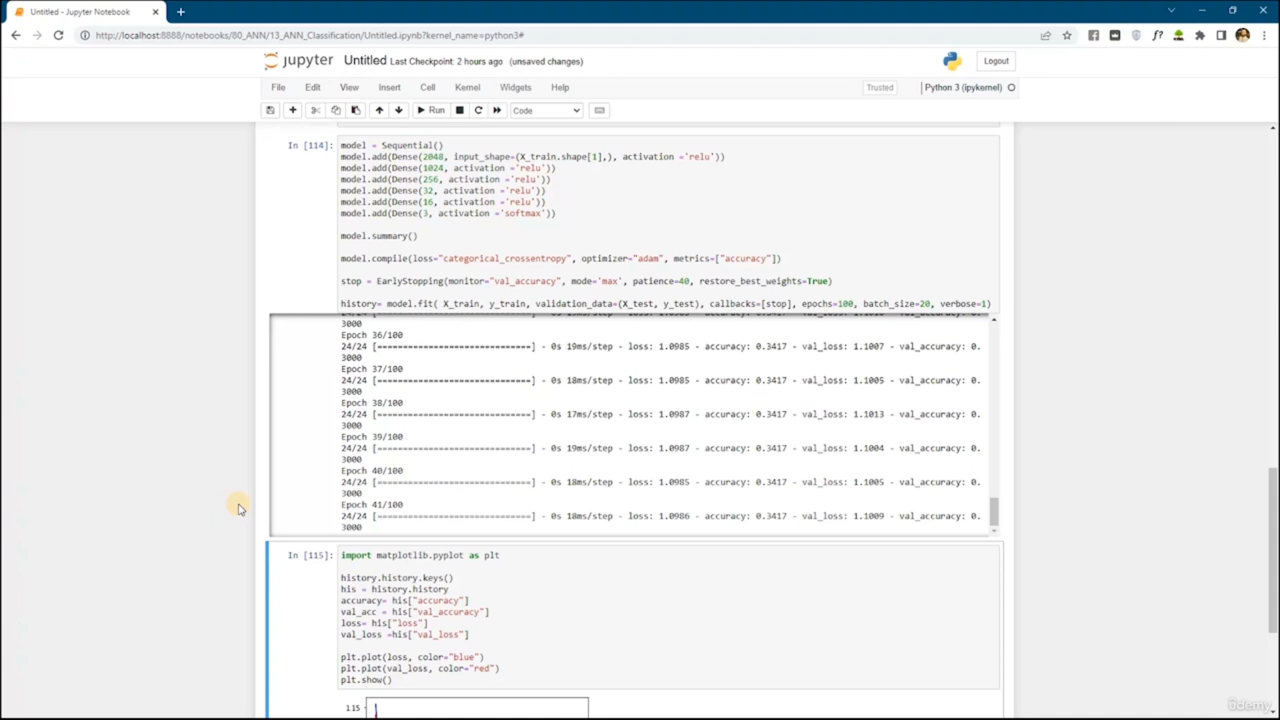 Untitled - Jupyter Notebook
http://localhost:8888/notebooks/80_ANN/13_ANN_Classification/Untitled.ipynb?kernel_name=python3#
jupyter Untitled Last Checkpoint: 2 hours ago (unsaved changes) Logout
File Edit View Insert Cell Kernel Widgets Help Trusted Python 3 (ipykernel)
Run Code
In [114]: model = Sequential()
model.add(Dense(2048, input_shape=(X_train.shape[1],), activation ='relu'))
model.add(Dense(1024, activation ='relu'))
model.add(Dense(256, activation ='relu'))
model.add(Dense(32, activation ='relu'))
model.add(Dense(16, activation ='relu'))
model.add(Dense(3, activation ='softmax'))
model.summary()
model.compile(loss="categorical_crossentropy", optimizer="adam", metrics=["accuracy"])
stop = EarlyStopping(monitor="val_accuracy", mode='max', patience=40, restore_best_weights=True)
history= model.fit( X_train, y_train, validation_data=(X_test, y_test), callbacks=[stop], epochs=100, batch_size=20, verbose=1)
3000
Epoch 36/100
24/24 [==============================] - 0s 19ms/step - loss: 1.0985 - accuracy: 0.3417 - val_loss: 1.1007 - val_accuracy: 0.
3000
Epoch 37/100
24/24 [==============================] - 0s 18ms/step - loss: 1.0985 - accuracy: 0.3417 - val_loss: 1.1005 - val_accuracy: 0.
3000
Epoch 38/100
24/24 [==============================] - 0s 17ms/step - loss: 1.0987 - accuracy: 0.3417 - val_loss: 1.1013 - val_accuracy: 0.
3000
Epoch 39/100
24/24 [==============================] - 0s 19ms/step - loss: 1.0987 - accuracy: 0.3417 - val_loss: 1.1004 - val_accuracy: 0.
3000
Epoch 40/100
24/24 [==============================] - 0s 18ms/step - loss: 1.0985 - accuracy: 0.3417 - val_loss: 1.1005 - val_accuracy: 0.
3000
Epoch 41/100
24/24 [==============================] - 0s 18ms/step - loss: 1.0986 - accuracy: 0.3417 - val_loss: 1.1009 - val_accuracy: 0.
3000
In [115]: import matplotlib.pyplot as plt
history.history.keys()
his = history.history
accuracy= his["accuracy"]
val_acc = his["val_accuracy"]
loss= his["loss"]
val_loss =his["val_loss"]
plt.plot(loss, color="blue")
plt.plot(val_loss, color="red")
plt.show()
115
ûdemy